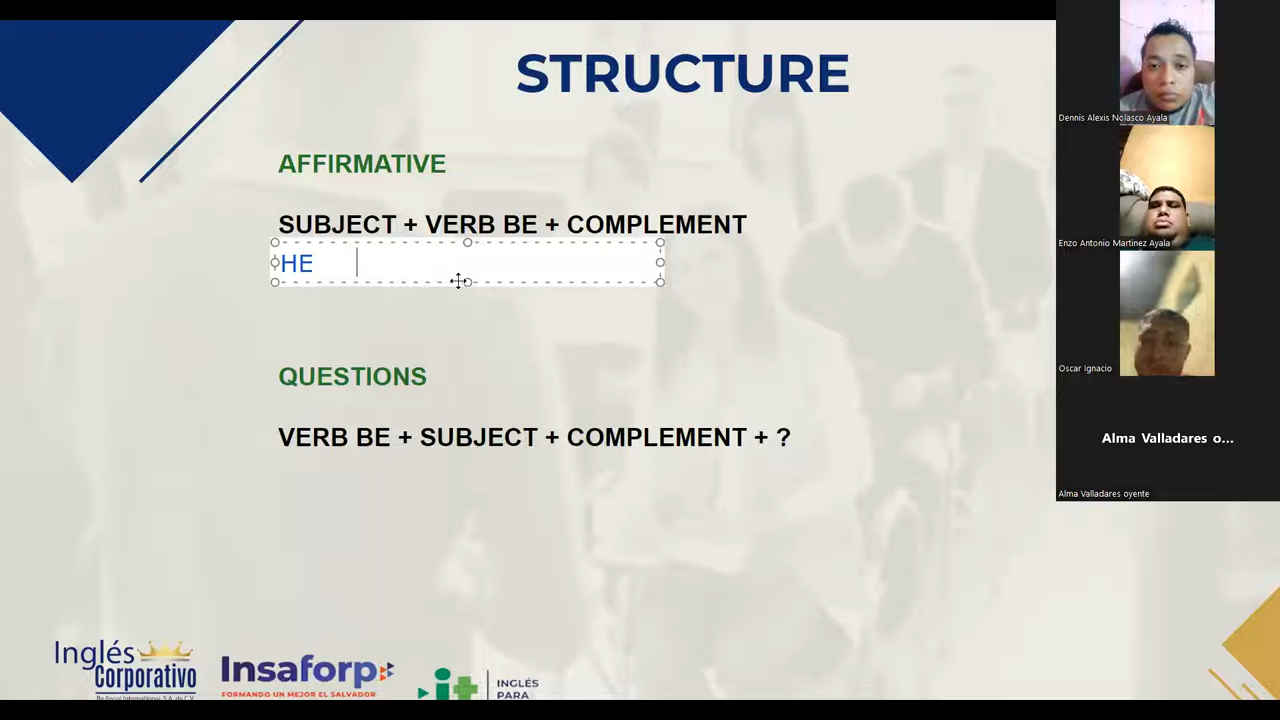 STRUCTURE
AFFIRMATIVE
SUBJECT + VERB BE + COMPLEMENT
HE
QUESTIONS
VERB BE + SUBJECT + COMPLEMENT + ?
Dennis Alexis Nolasco Ayala
Enzo Antonio Martinez Ayala
Oscar Ignacio
Alma Valladares o...
Alma Valladares oyente
Inglés
Corporativo
Insaforp
FORMANDO UN MEJOR EL SALVADOR
it
INGLÉS
PARA